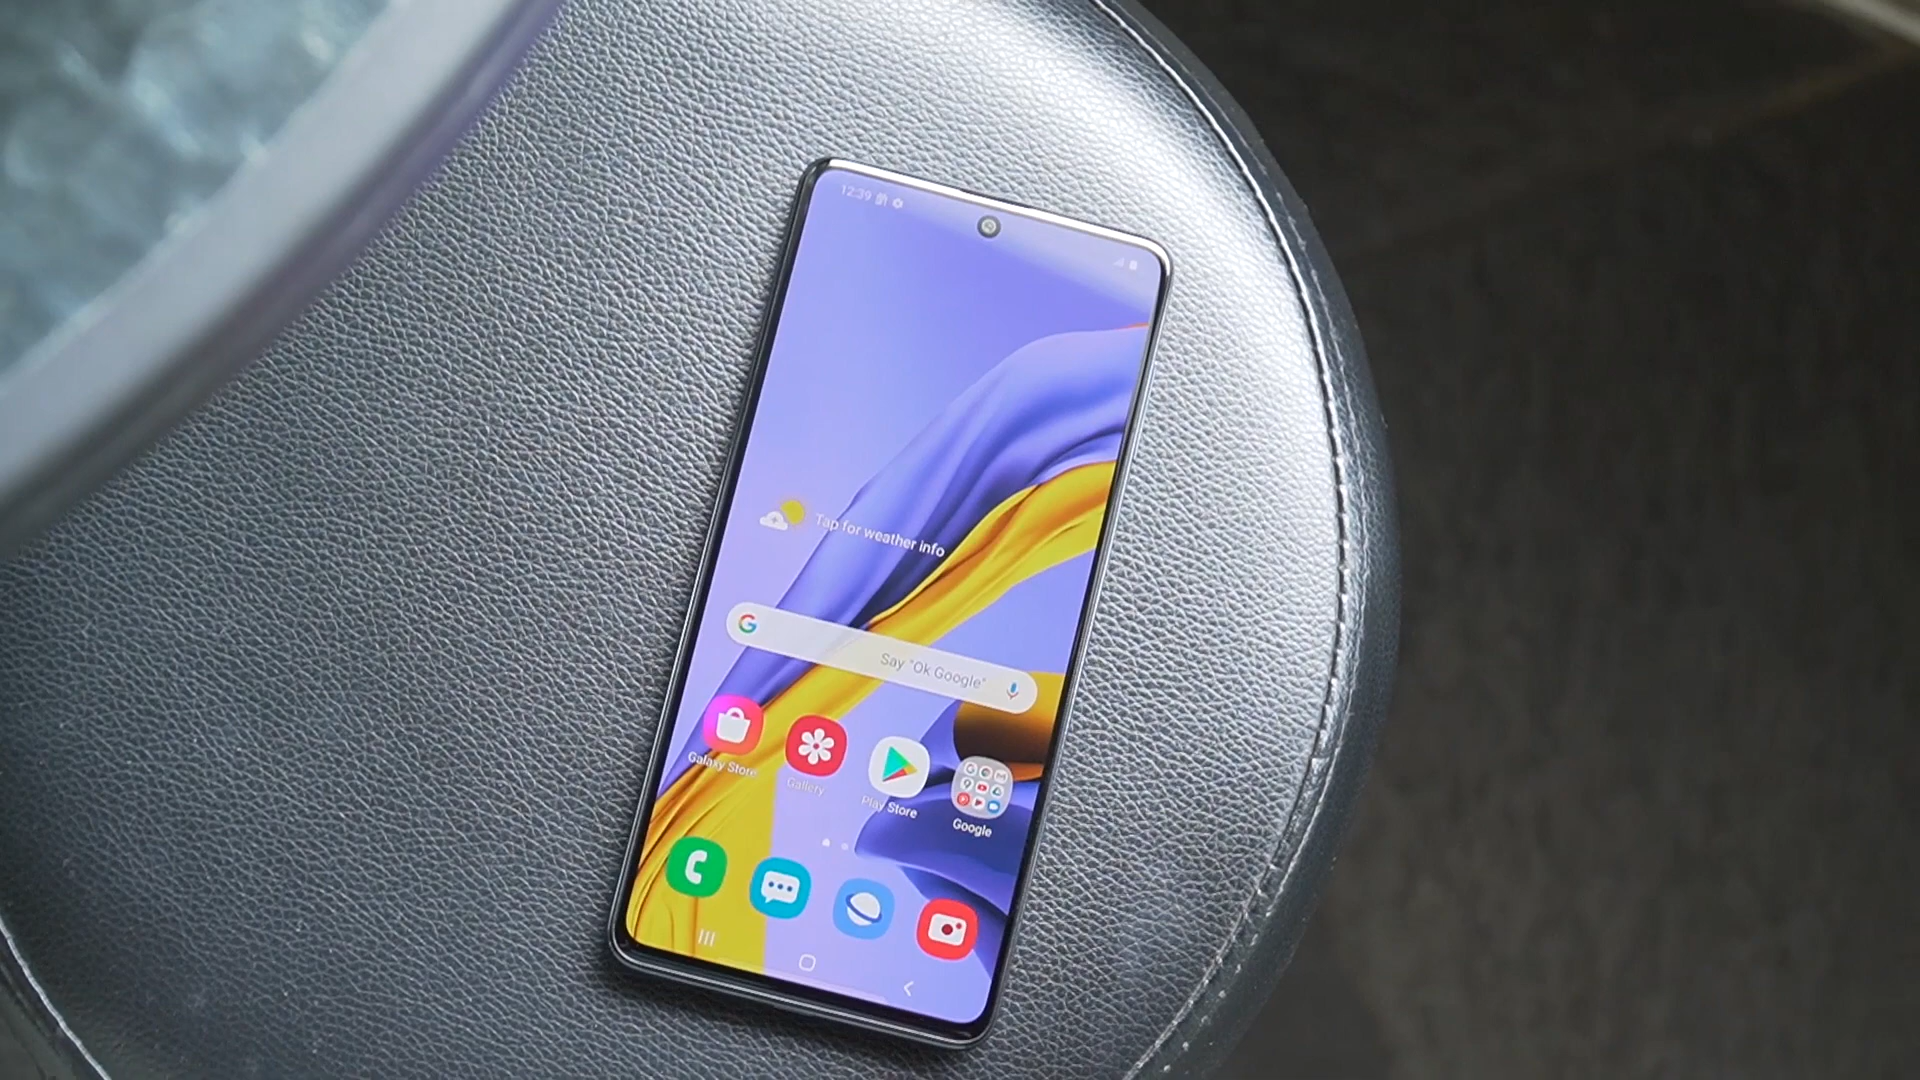 12:39
Tap for weather info
Say "Ok Google"
Galaxy Store
Gallery
Play Store
Google